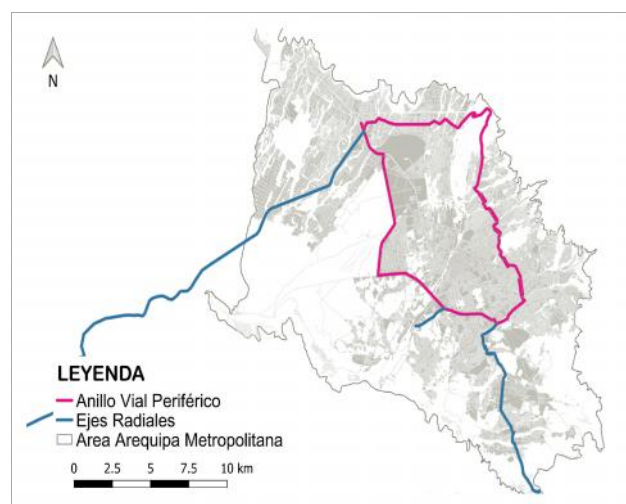 N
LEYENDA
Anillo Vial Periférico
Ejes Radiales
Area Arequipa Metropolitana
0 2.5 5 7.5 10 km